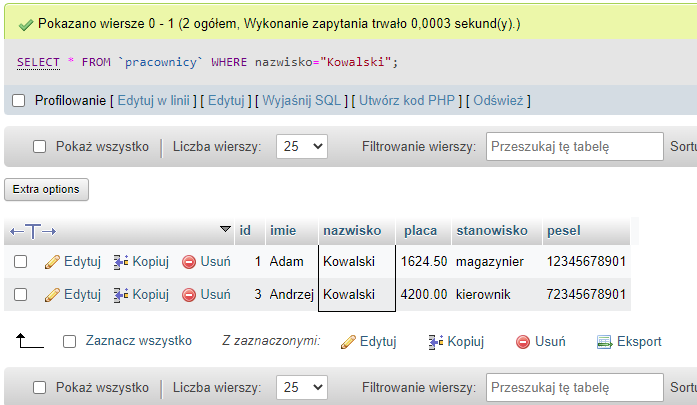 Pokazano wiersze 0 - 1 (2 ogółem, Wykonanie zapytania trwało 0,0003 sekund(y).)
SELECT * FROM `pracownicy` WHERE nazwisko="Kowalski";
Profilowanie [ Edytuj w linii ] [ Edytuj ] [ Wyjaśnij SQL ] [ Utwórz kod PHP ] [ Odśwież ]
Pokaż wszystko Liczba wierszy: 25 Filtrowanie wierszy: Przeszukaj tę tabelę Sortu
Extra options
←T→ id imie nazwisko placa stanowisko pesel
Edytuj Kopiuj Usuń 1 Adam Kowalski 1624.50 magazynier 12345678901
Edytuj Kopiuj Usuń 3 Andrzej Kowalski 4200.00 kierownik 72345678901
Zaznacz wszystko Z zaznaczonymi: Edytuj Kopiuj Usuń Eksport
Pokaż wszystko Liczba wierszy: 25 Filtrowanie wierszy: Przeszukaj tę tabelę Sortu